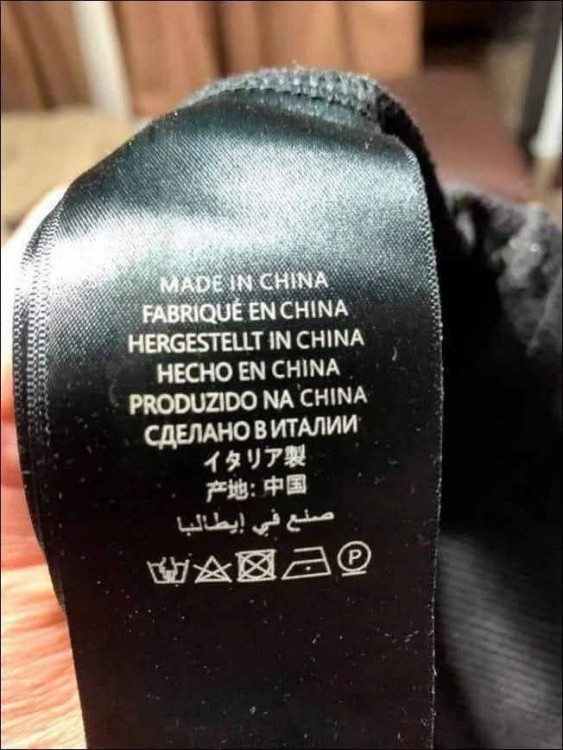 MADE IN CHINA
FABRIQUÉ EN CHINA
HERGESTELLT IN CHINA
HECHO EN CHINA
PRODUZIDO NA CHINA
СДЕЛАНО В ИТАЛИИ
イタリア製
产地: 中国
صنع في إيطاليا
P